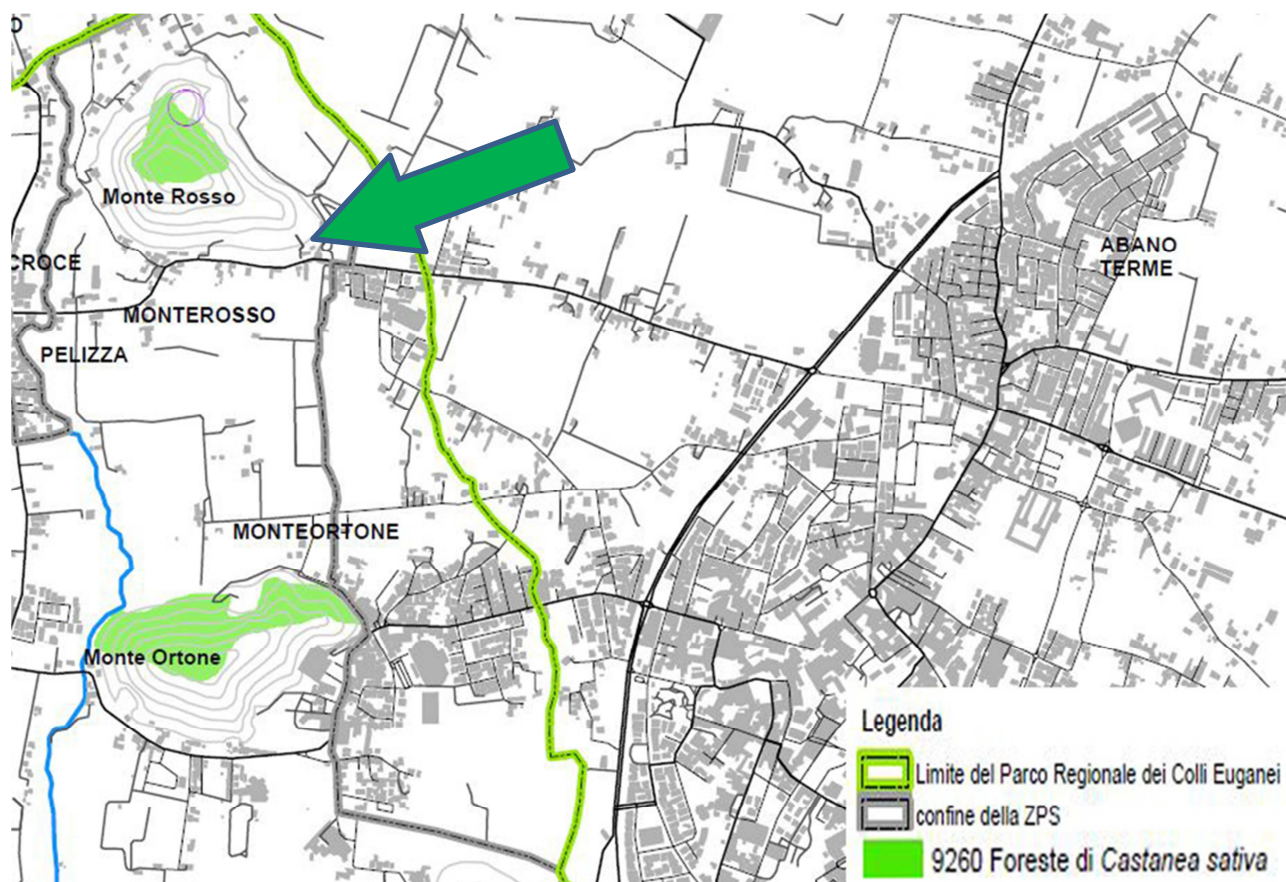 D
Monte Rosso
CROCE
ABANO
TERME
MONTEROSSO
PELIZZA
MONTEORTONE
Monte Ortone
Legenda
Limite del Parco Regionale dei Colli Euganei
confine della ZPS
9260 Foreste di Castanea sativa